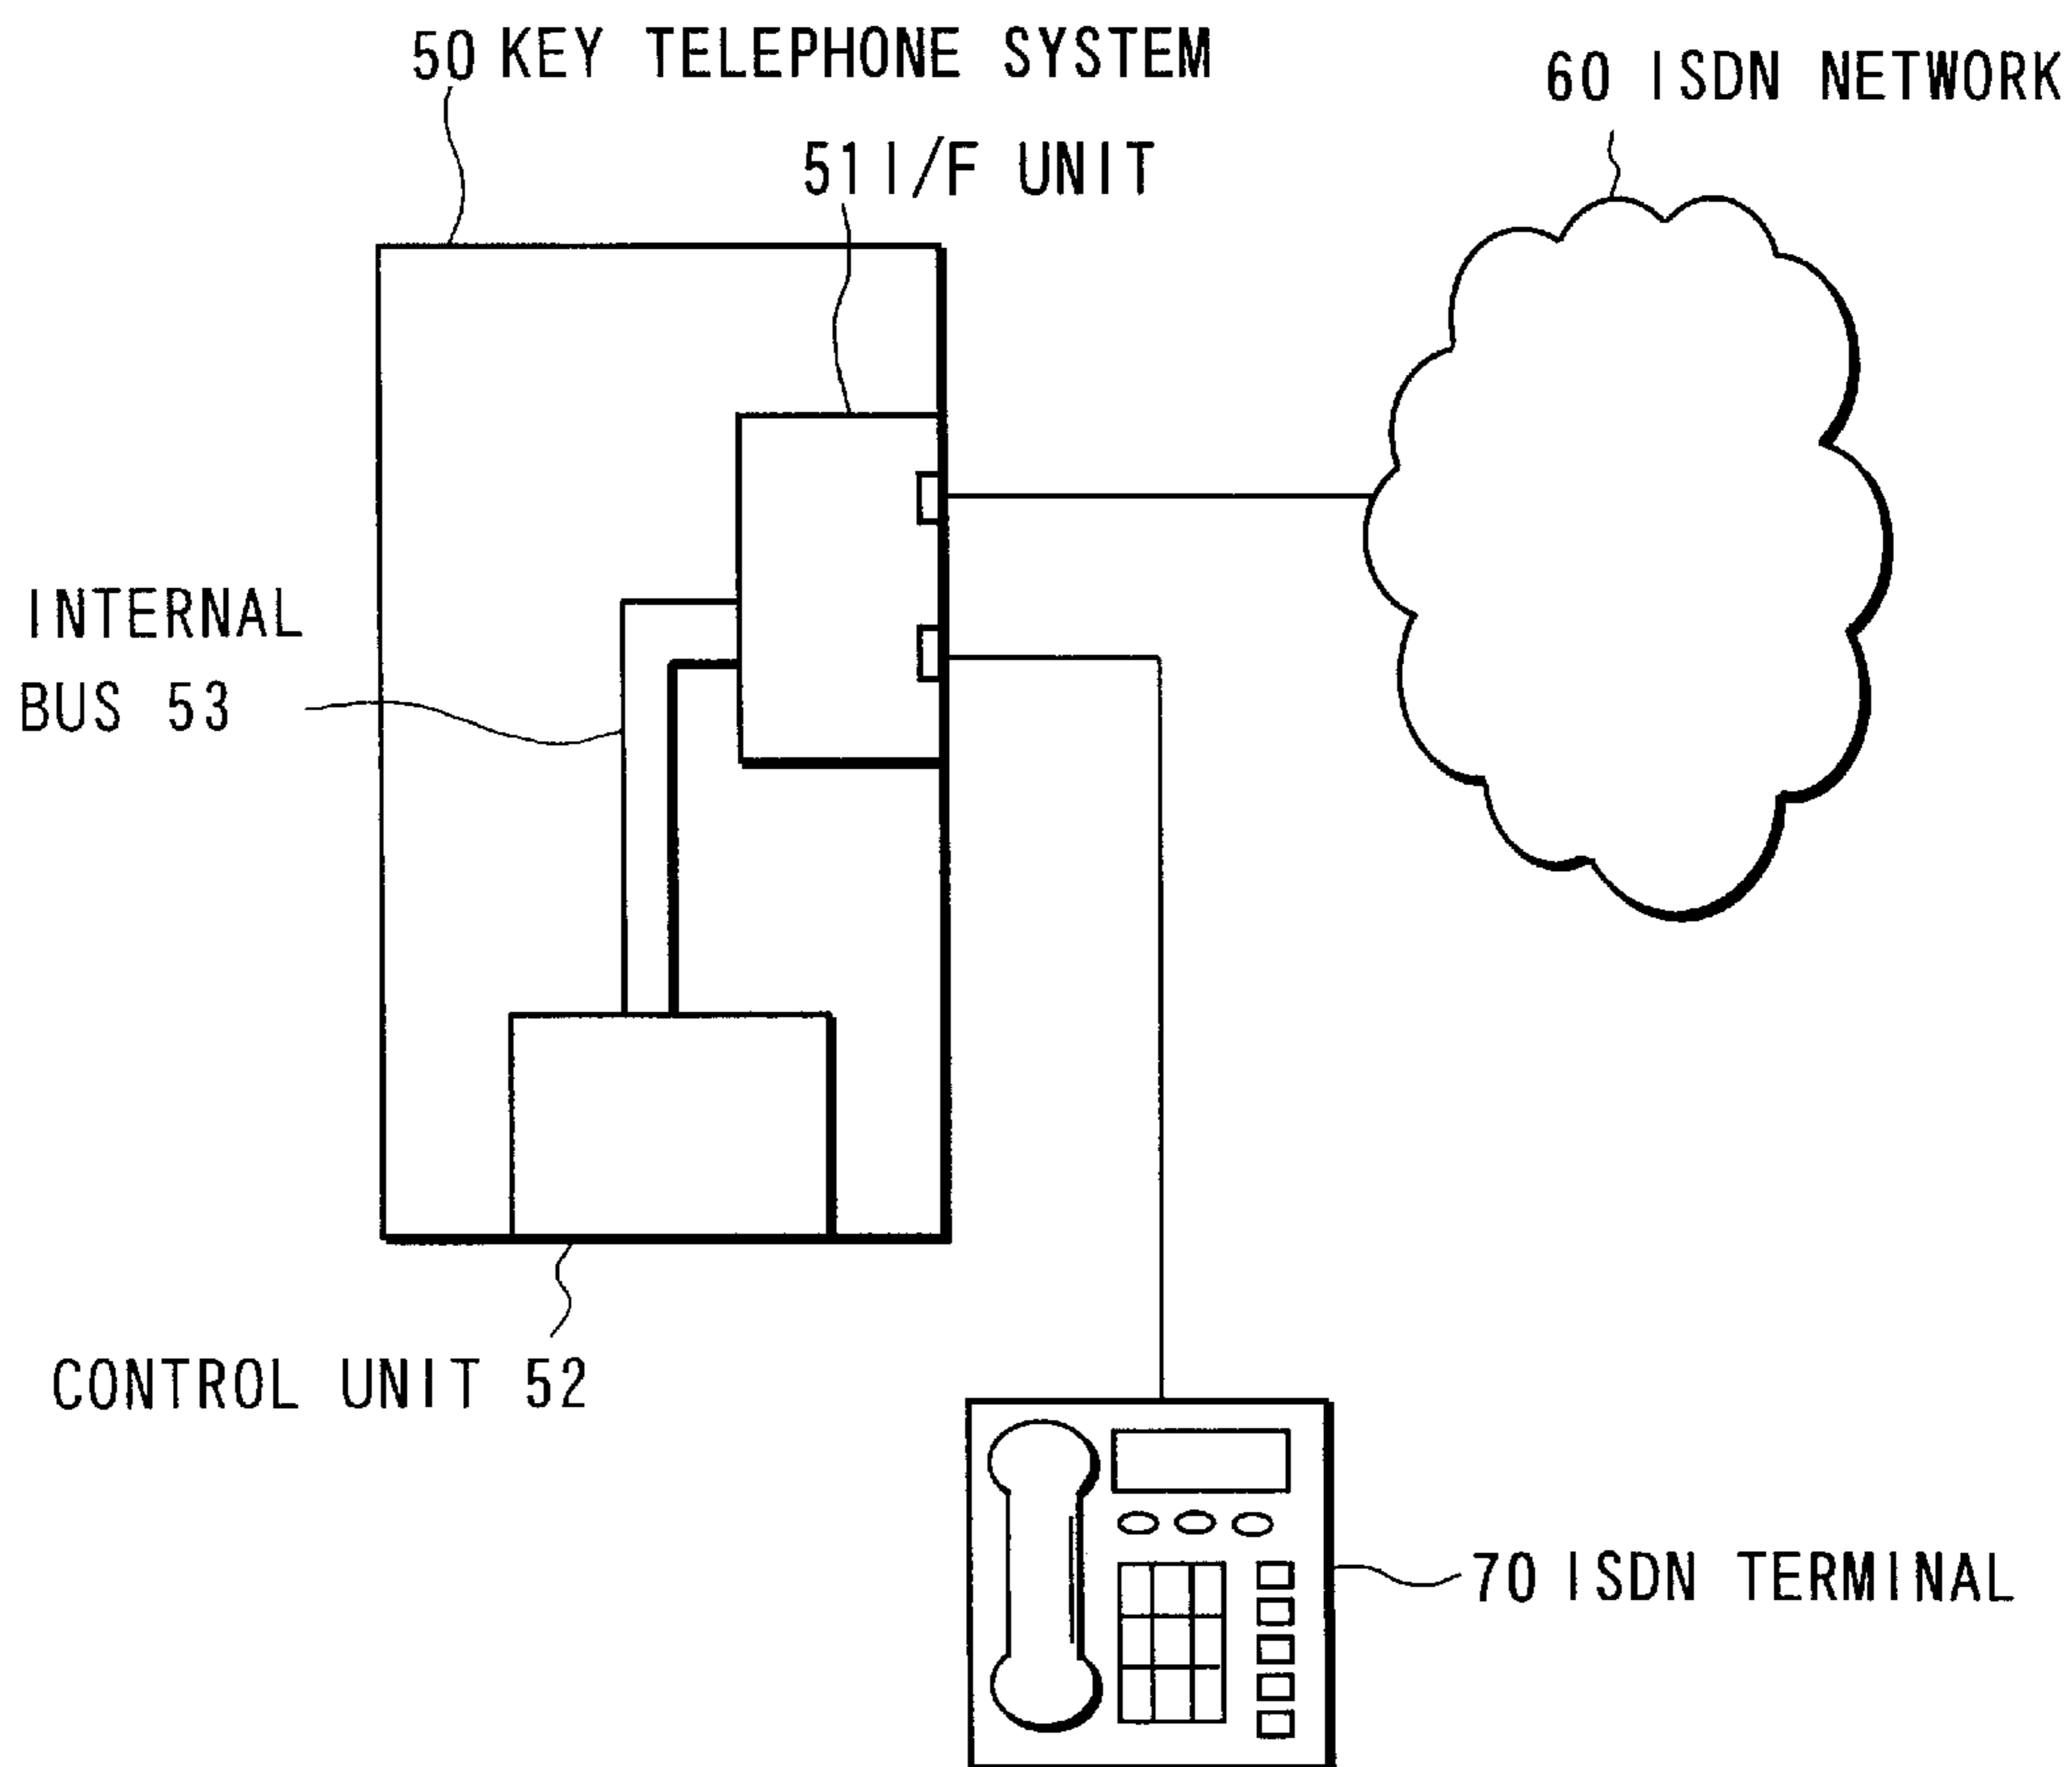 50 KEY TELEPHONE SYSTEM
60 ISDN NETWORK
51 I/F UNIT
INTERNAL
BUS 53
CONTROL UNIT 52
70 ISDN TERMINAL